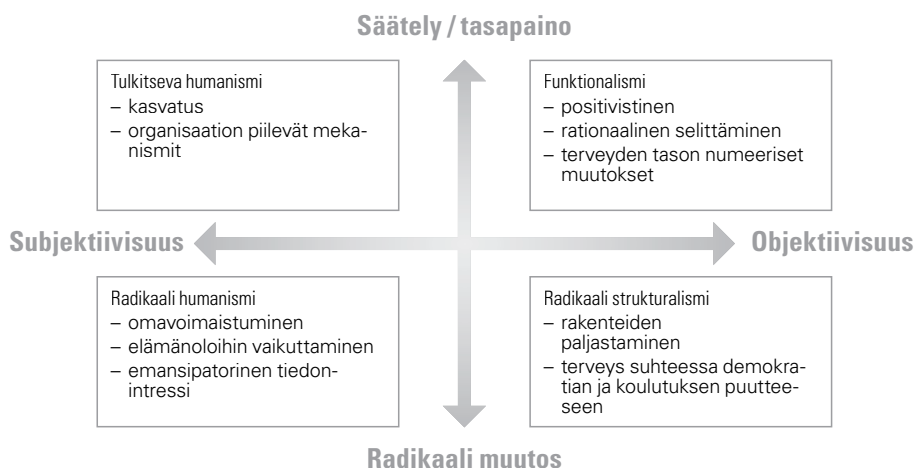 Säätely / tasapaino
Tulkitseva humanismi
– kasvatus
– organisaation piilevät meka-
nismit
Funktionalismi
– positivistinen
– rationaalinen selittäminen
– terveyden tason numeeriset
muutokset
Subjektiivisuus
Objektiivisuus
Radikaali humanismi
– omavoimaistuminen
– elämänoloihin vaikuttaminen
– emansipatorinen tiedon-
intressi
Radikaali strukturalismi
– rakenteiden
paljastaminen
– terveys suhteessa demokra-
tian ja koulutuksen puuttee-
seen
Radikaali muutos